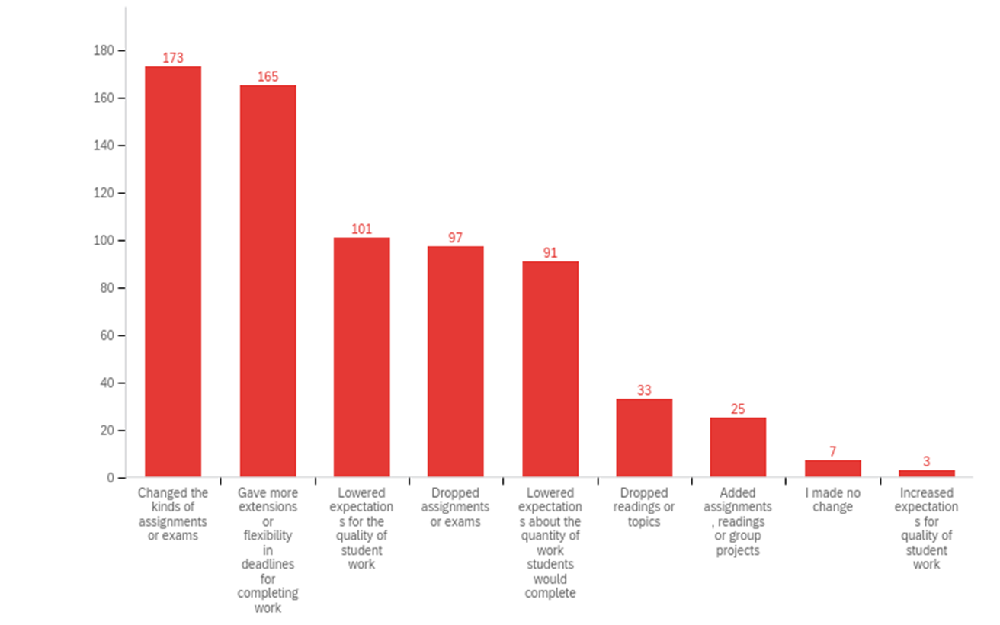 180
173
165
160
140
120
100
101
97
91
80
60
40
33
25
20
7
3
0
Changed the
kinds of
assignments
or exams
Gave more
extensions
or
flexibility
in
deadlines
for
completing
work
Lowered
expectation
s for the
quality of
student
work
Dropped
assignments
or exams
Lowered
expectation
s about the
quantity of
work
students
would
complete
Dropped
readings or
topics
Added
assignments
, readings
or group
projects
I made no
change
Increased
expectation
s for
quality of
student
work